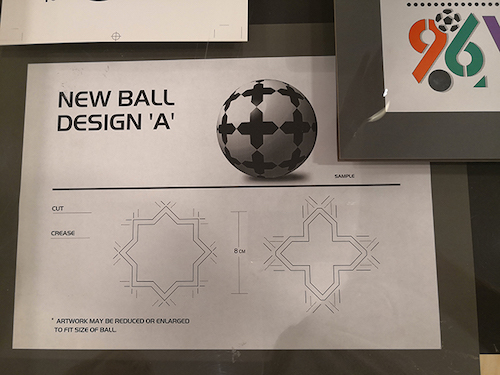 96
NEW BALL
DESIGN 'A'
SAMPLE
CUT
CREASE
8 CM
* ARTWORK MAY BE REDUCED OR ENLARGED
TO FIT SIZE OF BALL.